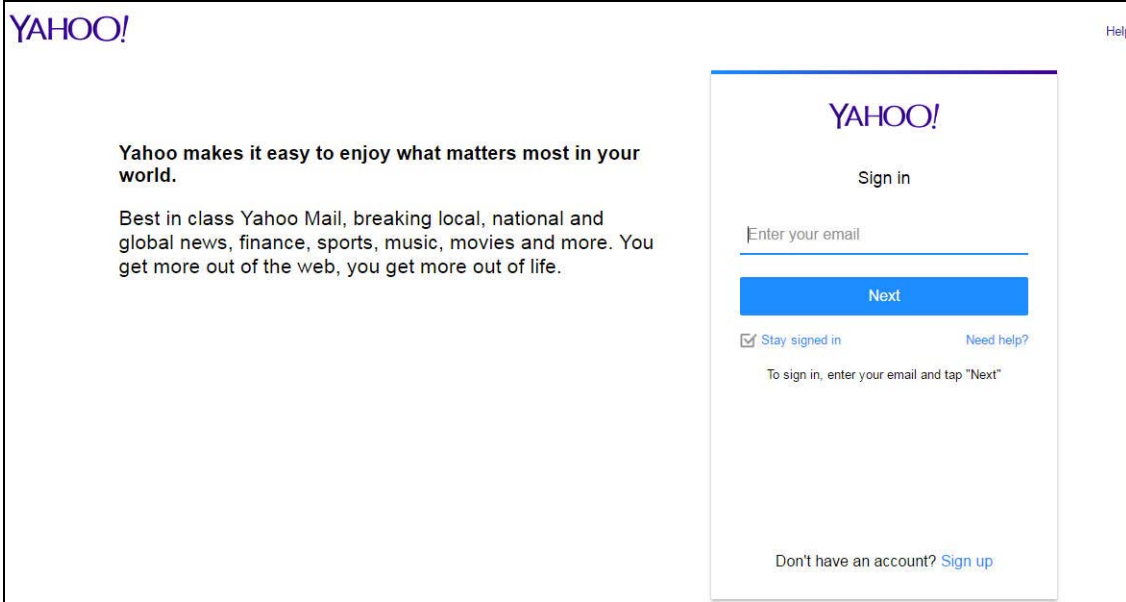 YAHOO!
Help
Yahoo makes it easy to enjoy what matters most in your
world.
Best in class Yahoo Mail, breaking local, national and
global news, finance, sports, music, movies and more. You
get more out of the web, you get more out of life.
YAHOO!
Sign in
Enter your email
Next
Stay signed in
Need help?
To sign in, enter your email and tap "Next"
Don't have an account? Sign up